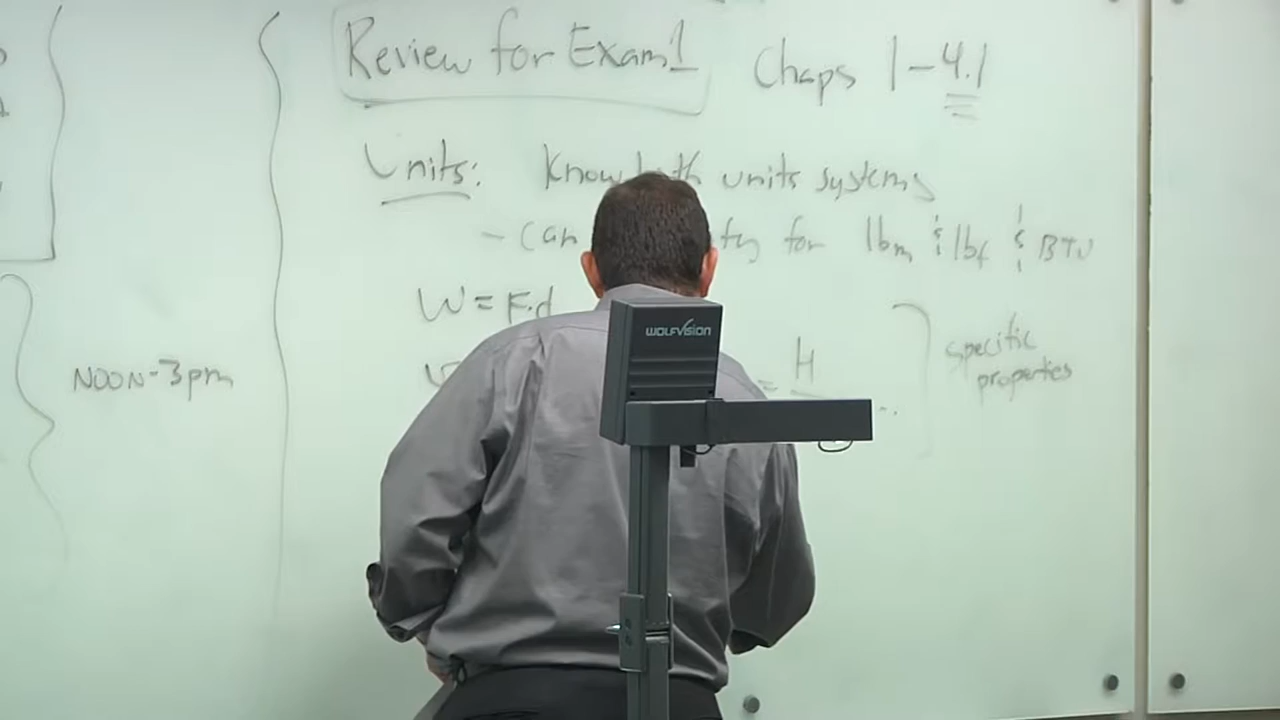 Review for Exam 1 Chaps 1-4.1
Units: Know both units systems
- Can for lbm & lbf & BTU
W = F.d
= H
specific
properties
NOON-3pm
WOLFVISION